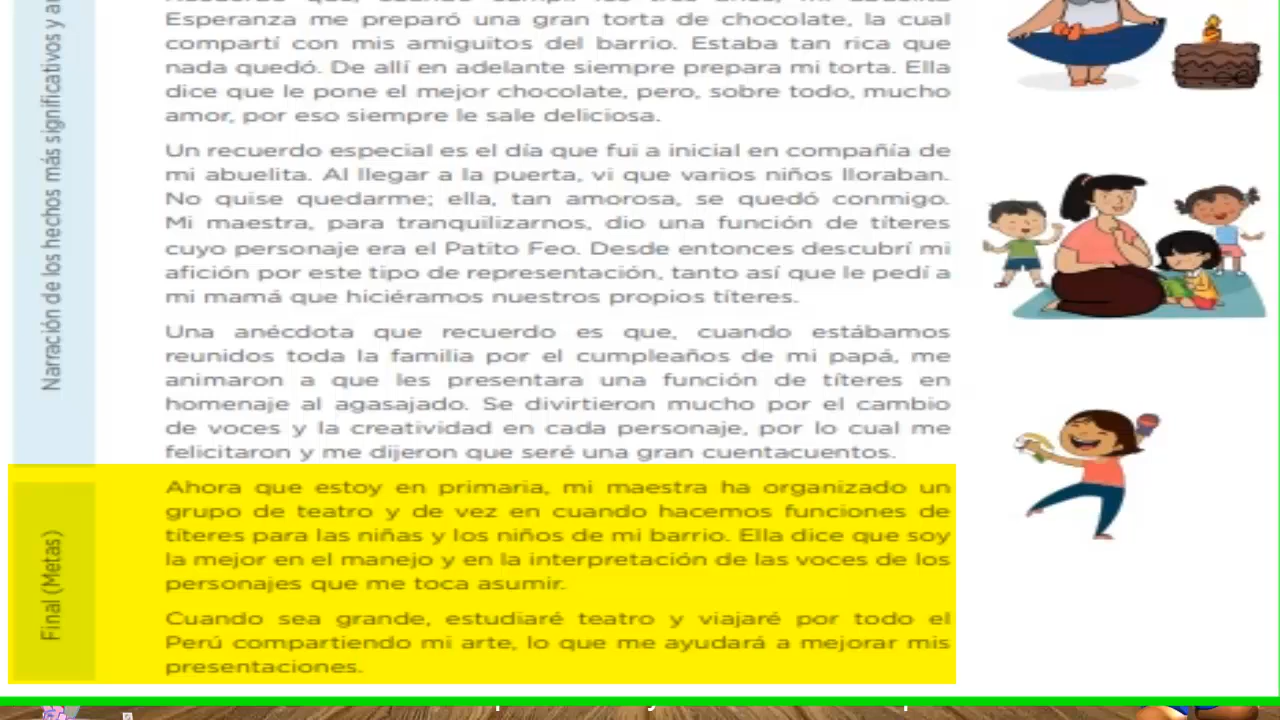 Narración de los hechos más significativos y
Esperanza me preparó una gran torta de chocolate, la cual
compartí con mis amiguitos del barrio. Estaba tan rica que
nada quedó. De allí en adelante siempre prepara mi torta. Ella
dice que le pone el mejor chocolate, pero, sobre todo, mucho
amor, por eso siempre le sale deliciosa.
Un recuerdo especial es el día que fui a inicial en compañía de
mi abuelita. Al llegar a la puerta, vi que varios niños lloraban.
No quise quedarme; ella, tan amorosa, se quedó conmigo.
Mi maestra, para tranquilizarnos, dio una función de títeres
cuyo personaje era el Patito Feo. Desde entonces descubrí mi
afición por este tipo de representación, tanto así que le pedí a
mi mamá que hiciéramos nuestros propios títeres.
Una anécdota que recuerdo es que, cuando estábamos
reunidos toda la familia por el cumpleaños de mi papá, me
animaron a que les presentara una función de títeres en
homenaje al agasajado. Se divirtieron mucho por el cambio
de voces y la creatividad en cada personaje, por lo cual me
felicitaron y me dijeron que seré una gran cuentacuentos.
Final (Metas)
Ahora que estoy en primaria, mi maestra ha organizado un
grupo de teatro y de vez en cuando hacemos funciones de
títeres para las niñas y los niños de mi barrio. Ella dice que soy
la mejor en el manejo y en la interpretación de las voces de los
personajes que me toca asumir.
Cuando sea grande, estudiaré teatro y viajaré por todo el
Perú compartiendo mi arte, lo que me ayudará a mejorar mis
presentaciones.